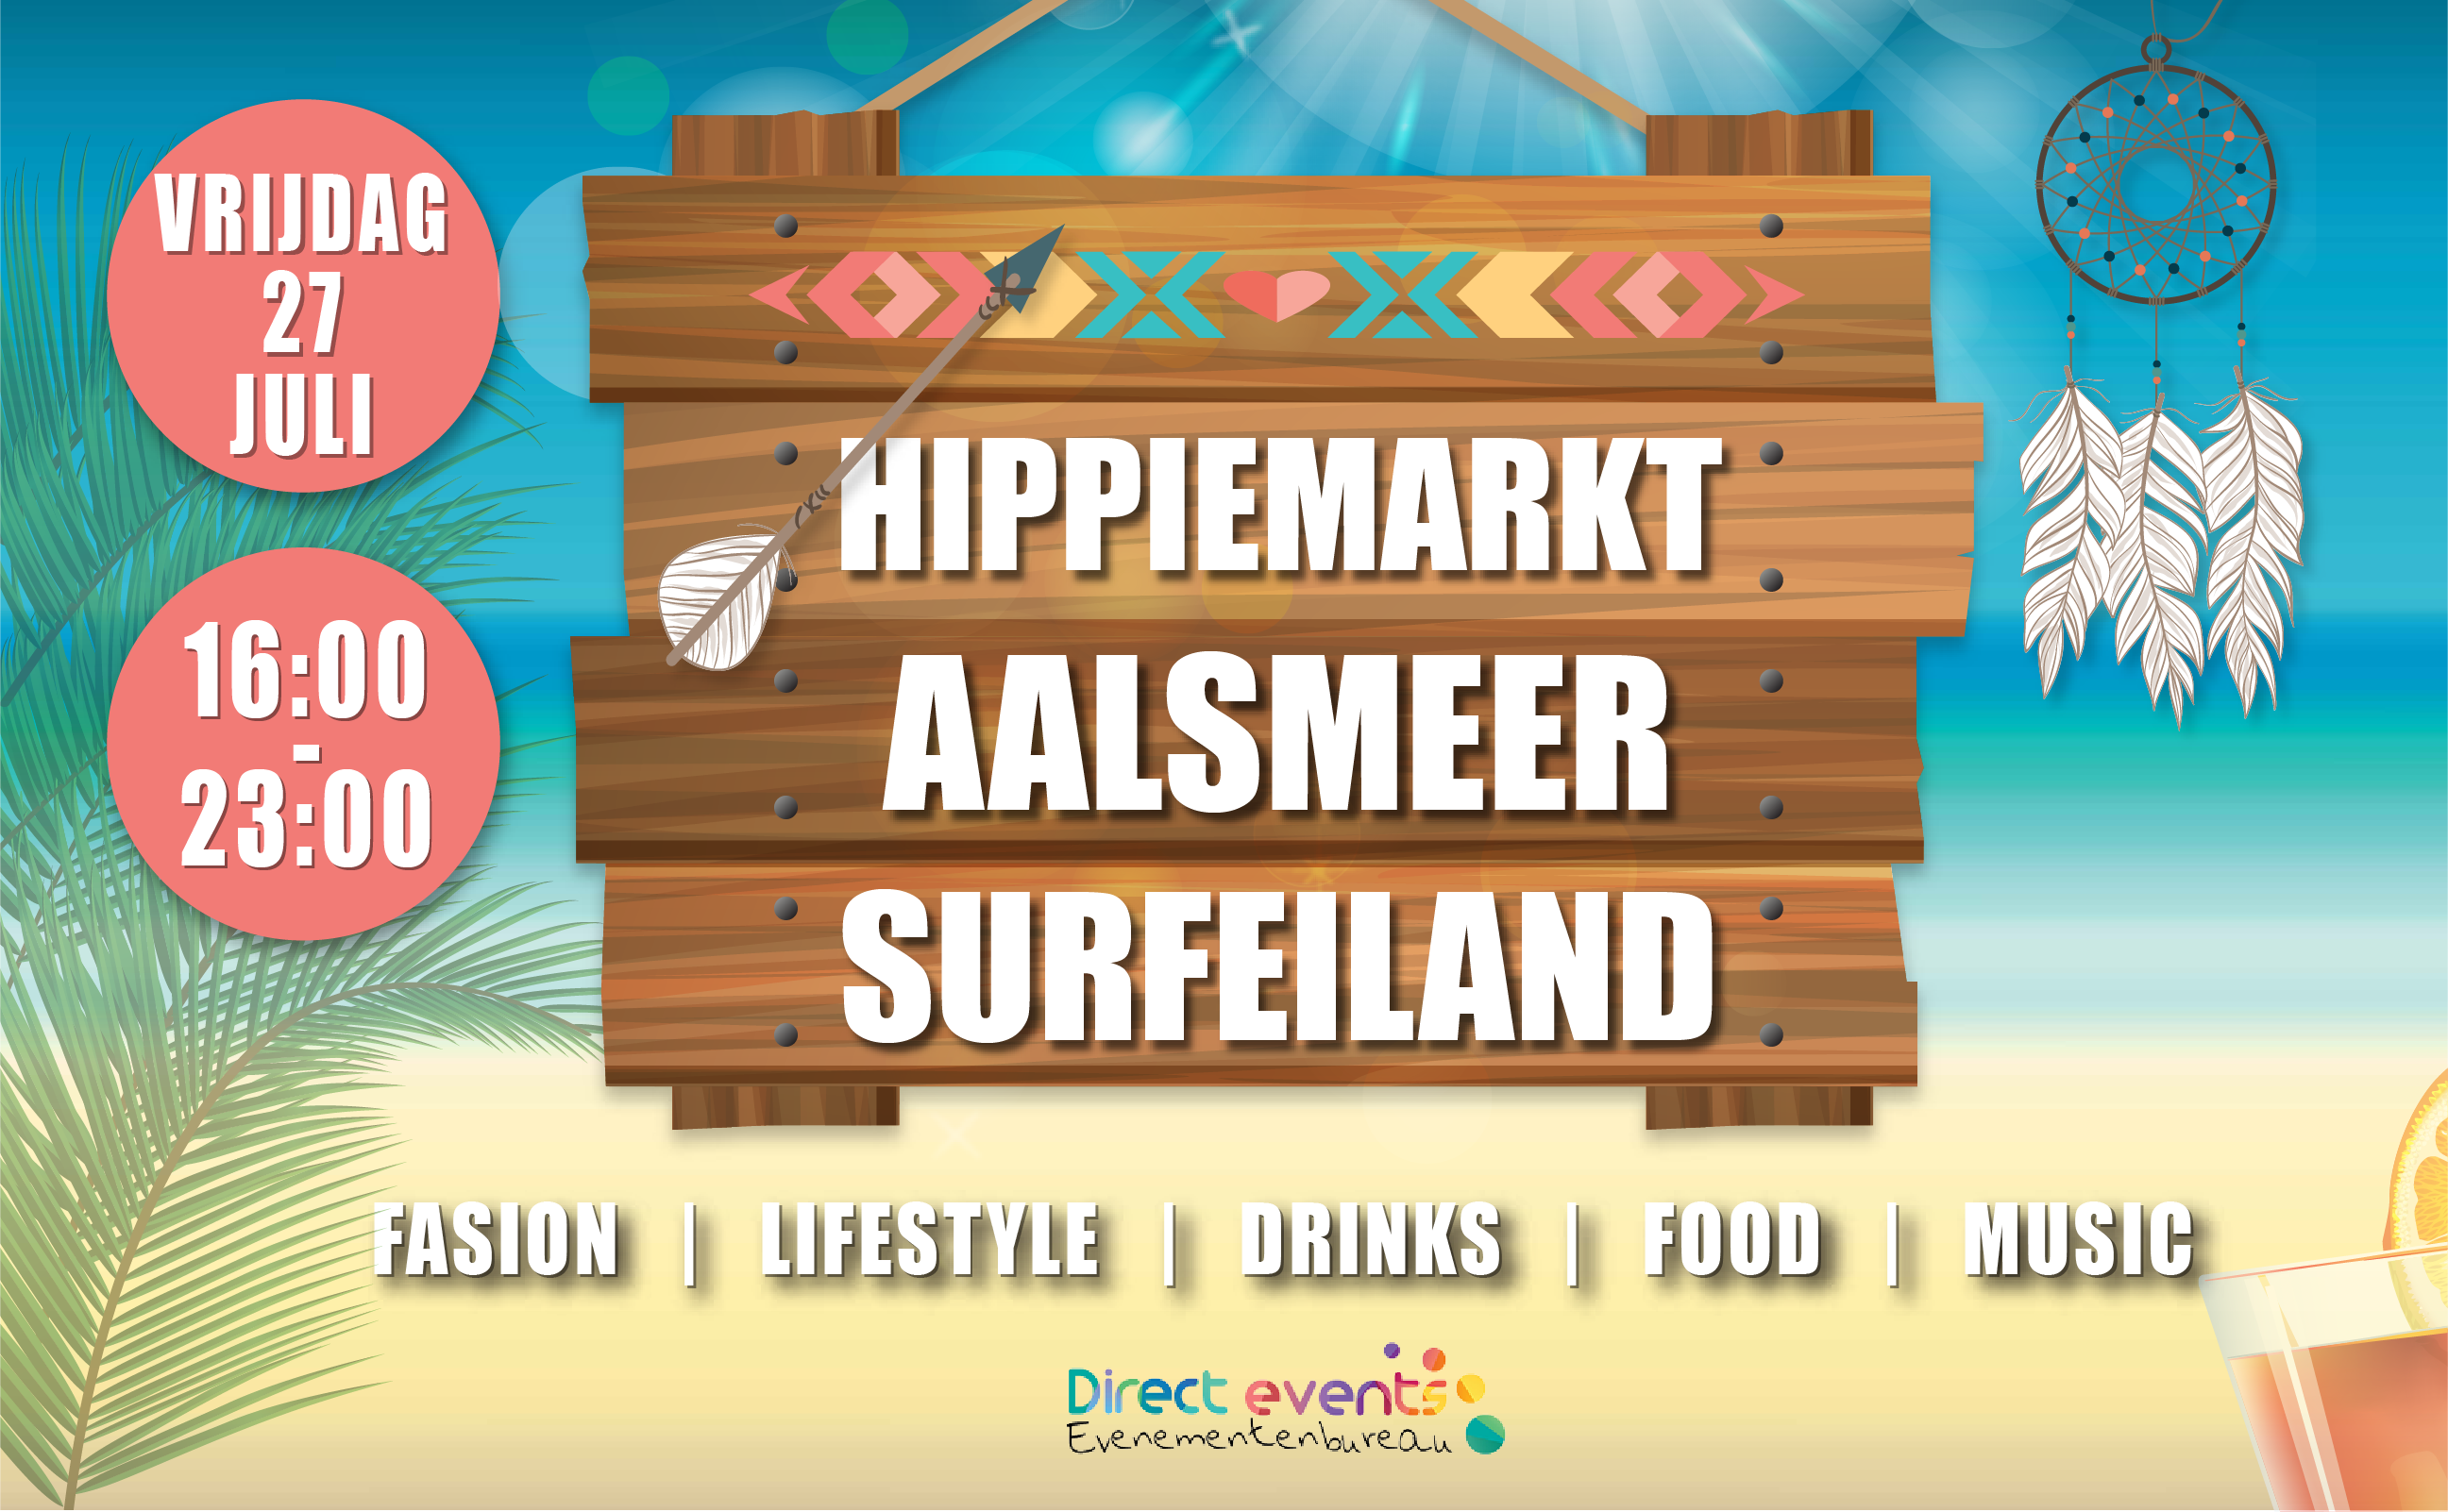 VRIJDAG
27
JULI
16:00
-
23:00
HIPPIEMARKT
AALSMEER
SURFEILAND
FASION | LIFESTYLE | DRINKS | FOOD | MUSIC
Direct events
Evenementenbureau